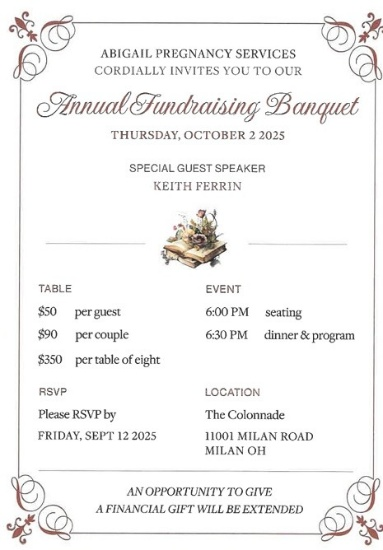 ABIGAIL PREGNANCY SERVICES
CORDIALLY INVITES YOU TO OUR
Annual Fundraising Banquet
THURSDAY, OCTOBER 2 2025
SPECIAL GUEST SPEAKER
KEITH FERRIN
TABLE
$50 per guest
$90 per couple
$350 per table of eight
EVENT
6:00 PM seating
6:30 PM dinner & program
RSVP
Please RSVP by
FRIDAY, SEPT 12 2025
LOCATION
The Colonnade
11001 MILAN ROAD
MILAN OH
AN OPPORTUNITY TO GIVE
A FINANCIAL GIFT WILL BE EXTENDED